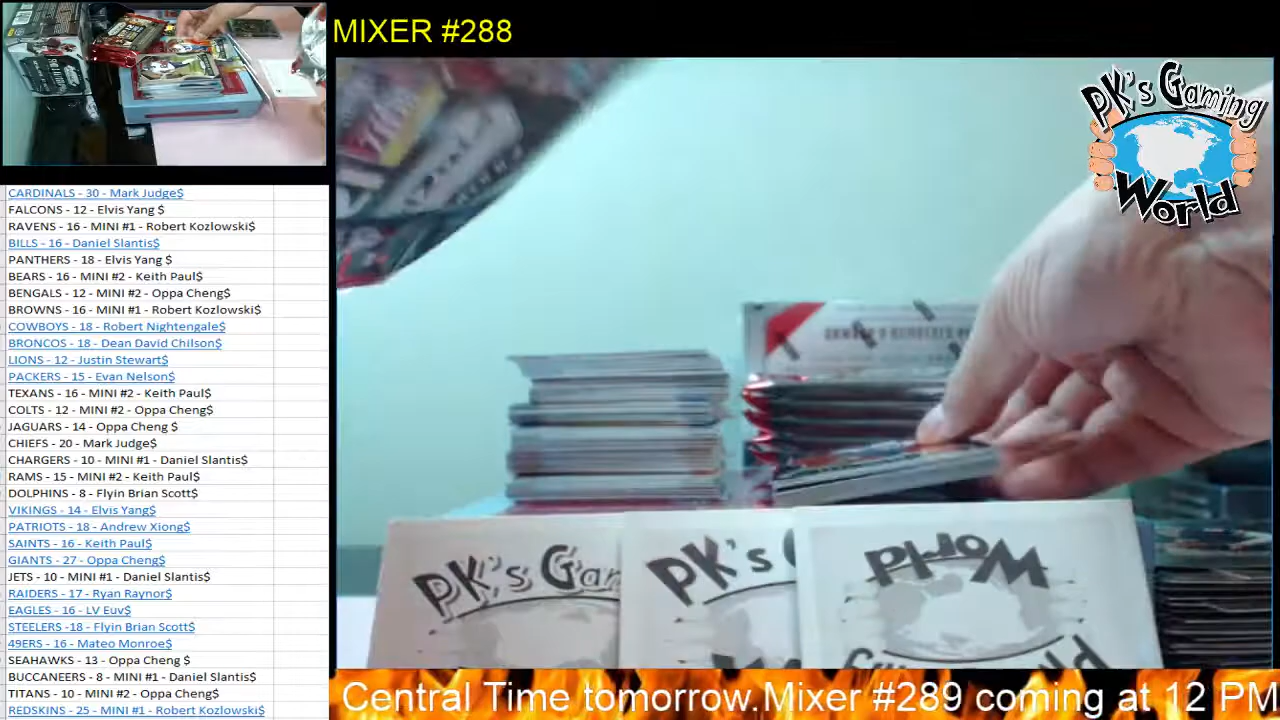 MIXER #288
PK's Gaming
World
CARDINALS - 30 - Mark Judge$
FALCONS - 12 - Elvis Yang $
RAVENS - 16 - MINI #1 - Robert Kozlowski$
BILLS - 16 - Daniel Slantis$
PANTHERS - 18 - Elvis Yang $
BEARS - 16 - MINI #2 - Keith Paul$
BENGALS - 12 - MINI #2 - Oppa Cheng$
BROWNS - 16 - MINI #1 - Robert Kozlowski$
COWBOYS - 18 - Robert Nightengale$
BRONCOS - 18 - Dean David Chilson$
LIONS - 12 - Justin Stewart$
PACKERS - 15 - Evan Nelson$
TEXANS - 16 - MINI #2 - Keith Paul$
COLTS - 12 - MINI #2 - Oppa Cheng$
JAGUARS - 14 - Oppa Cheng $
CHIEFS - 20 - Mark Judge$
CHARGERS - 10 - MINI #1 - Daniel Slantis$
RAMS - 15 - MINI #2 - Keith Paul$
DOLPHINS - 8 - Flyin Brian Scott$
VIKINGS - 14 - Elvis Yang$
PATRIOTS - 18 - Andrew Xiong$
SAINTS - 16 - Keith Paul$
GIANTS - 27 - Oppa Cheng$
JETS - 10 - MINI #1 - Daniel Slantis$
RAIDERS - 17 - Ryan Raynor$
EAGLES - 16 - LV Euv$
STEELERS -18 - Flyin Brian Scott$
49ERS - 16 - Mateo Monroe$
SEAHAWKS - 13 - Oppa Cheng $
BUCCANEERS - 8 - MINI #1 - Daniel Slantis$
TITANS - 10 - MINI #2 - Oppa Cheng$
REDSKINS - 25 - MINI #1 - Robert Kozlowski$
PK's Gam
PK's G
World
Central Time tomorrow.Mixer #289 coming at 12 PM